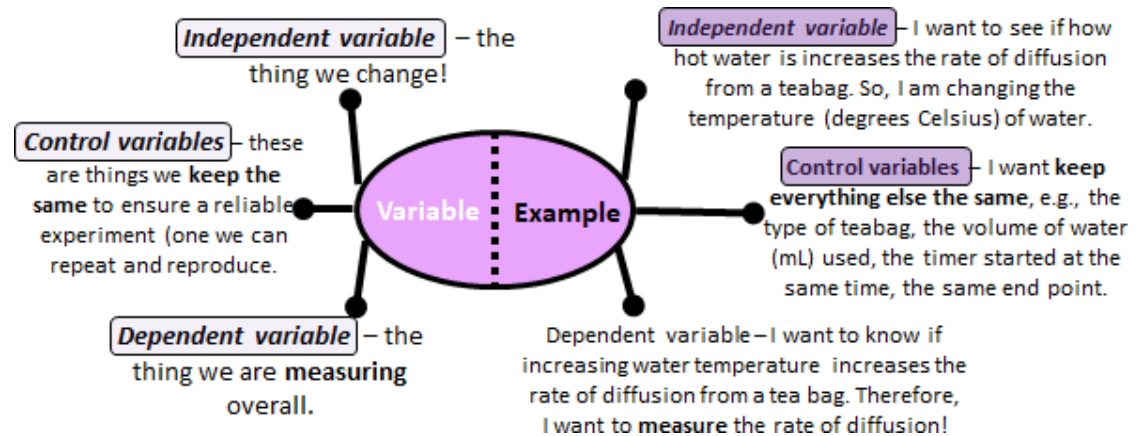 Independent variable – the
thing we change!
Control variables – these
are things we keep the
same to ensure a reliable
experiment (one we can
repeat and reproduce.
Dependent variable – the
thing we are measuring
overall.
Variable
Example
Independent variable – I want to see if how
hot water is increases the rate of diffusion
from a teabag. So, I am changing the
temperature (degrees Celsius) of water.
Control variables – I want keep
everything else the same, e.g., the
type of teabag, the volume of water
(mL) used, the timer started at the
same time, the same end point.
Dependent variable – I want to know if
increasing water temperature increases the
rate of diffusion from a tea bag. Therefore,
I want to measure the rate of diffusion!